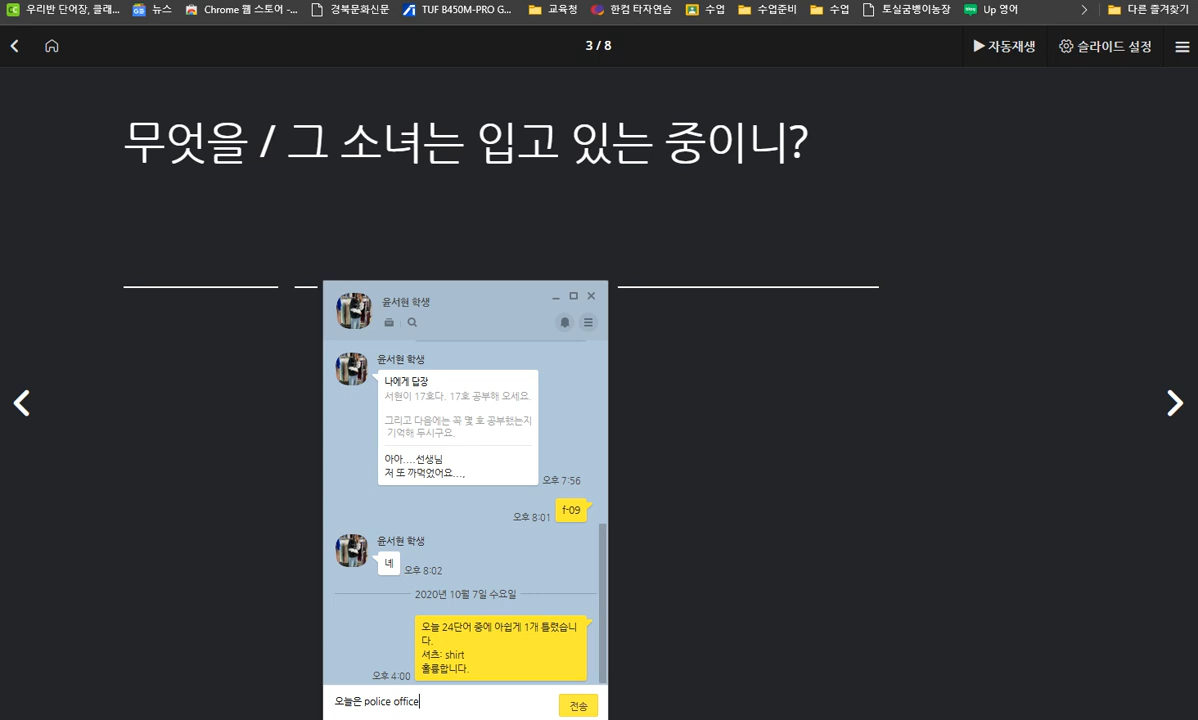 우리반 단어장, 클래... 뉴스 Chrome 웹 스토어 -... 경북문화신문 TUF B450M-PRO G... 교육청 한컴 타자연습 수업 수업준비 수업 토실굼벵이농장 Up 영어 다른 즐겨찾기
3 / 8 자동재생 슬라이드 설정
무엇을 / 그 소녀는 입고 있는 중이니?
윤서현 학생
윤서현 학생
나에게 답장
서현이 17호다. 17호 공부해 오세요.
그리고 다음에는 꼭 몇 호 공부했는지
기억해 두시구요.
아아....선생님
저 또 까먹었어요...,
오후 7:56
f-09
오후 8:01
윤서현 학생
네
오후 8:02
2020년 10월 7일 수요일
오늘 24단어 중에 아쉽게 1개 틀렸습니
다.
셔츠: shirt
훌륭합니다.
오후 4:00
오늘은 police office
전송